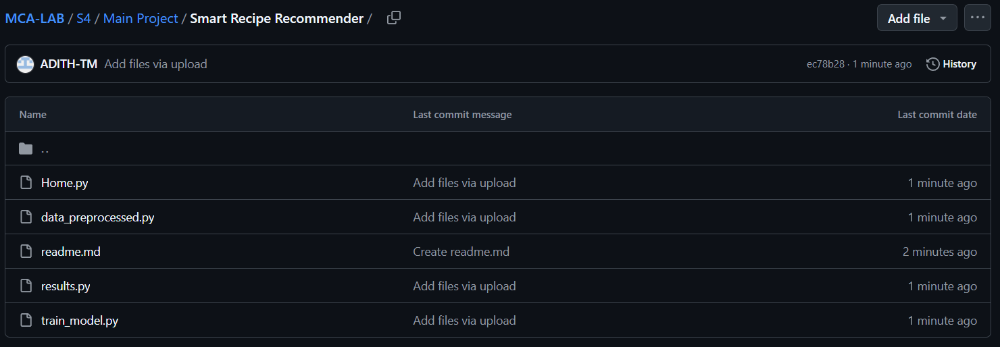 MCA-LAB / S4 / Main Project / Smart Recipe Recommender / Add file ...
ADITH-TM Add files via upload ec78b28 · 1 minute ago History
Name Last commit message Last commit date
..
Home.py Add files via upload 1 minute ago
data_preprocessed.py Add files via upload 1 minute ago
readme.md Create readme.md 2 minutes ago
results.py Add files via upload 1 minute ago
train_model.py Add files via upload 1 minute ago